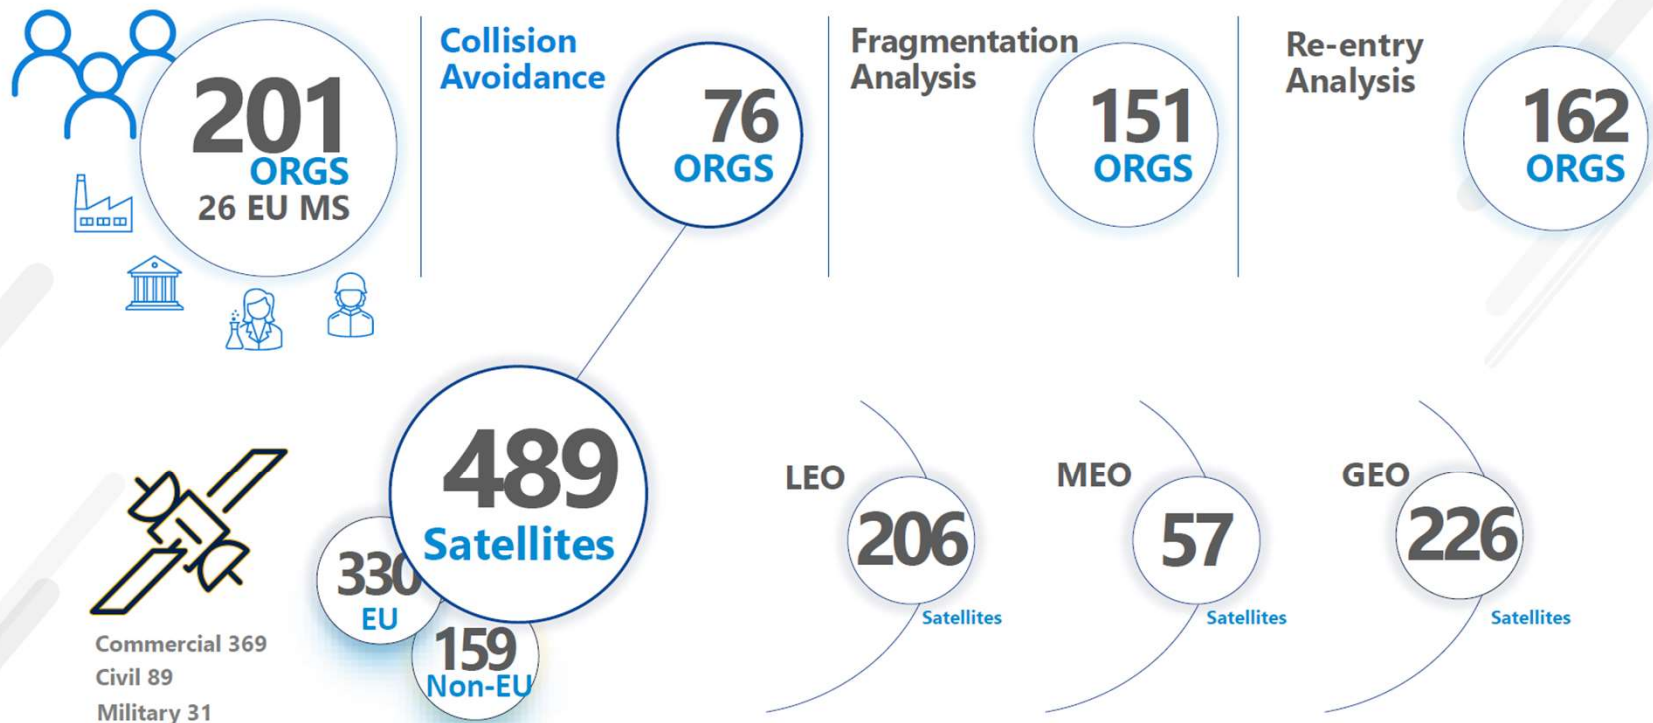 201
ORGS
26 EU MS
Collision
Avoidance
76
ORGS
Fragmentation
Analysis
151
ORGS
Re-entry
Analysis
162
ORGS
489
Satellites
330
EU
159
Non-EU
Commercial 369
Civil 89
Military 31
LEO
206
Satellites
MEO
57
Satellites
GEO
226
Satellites